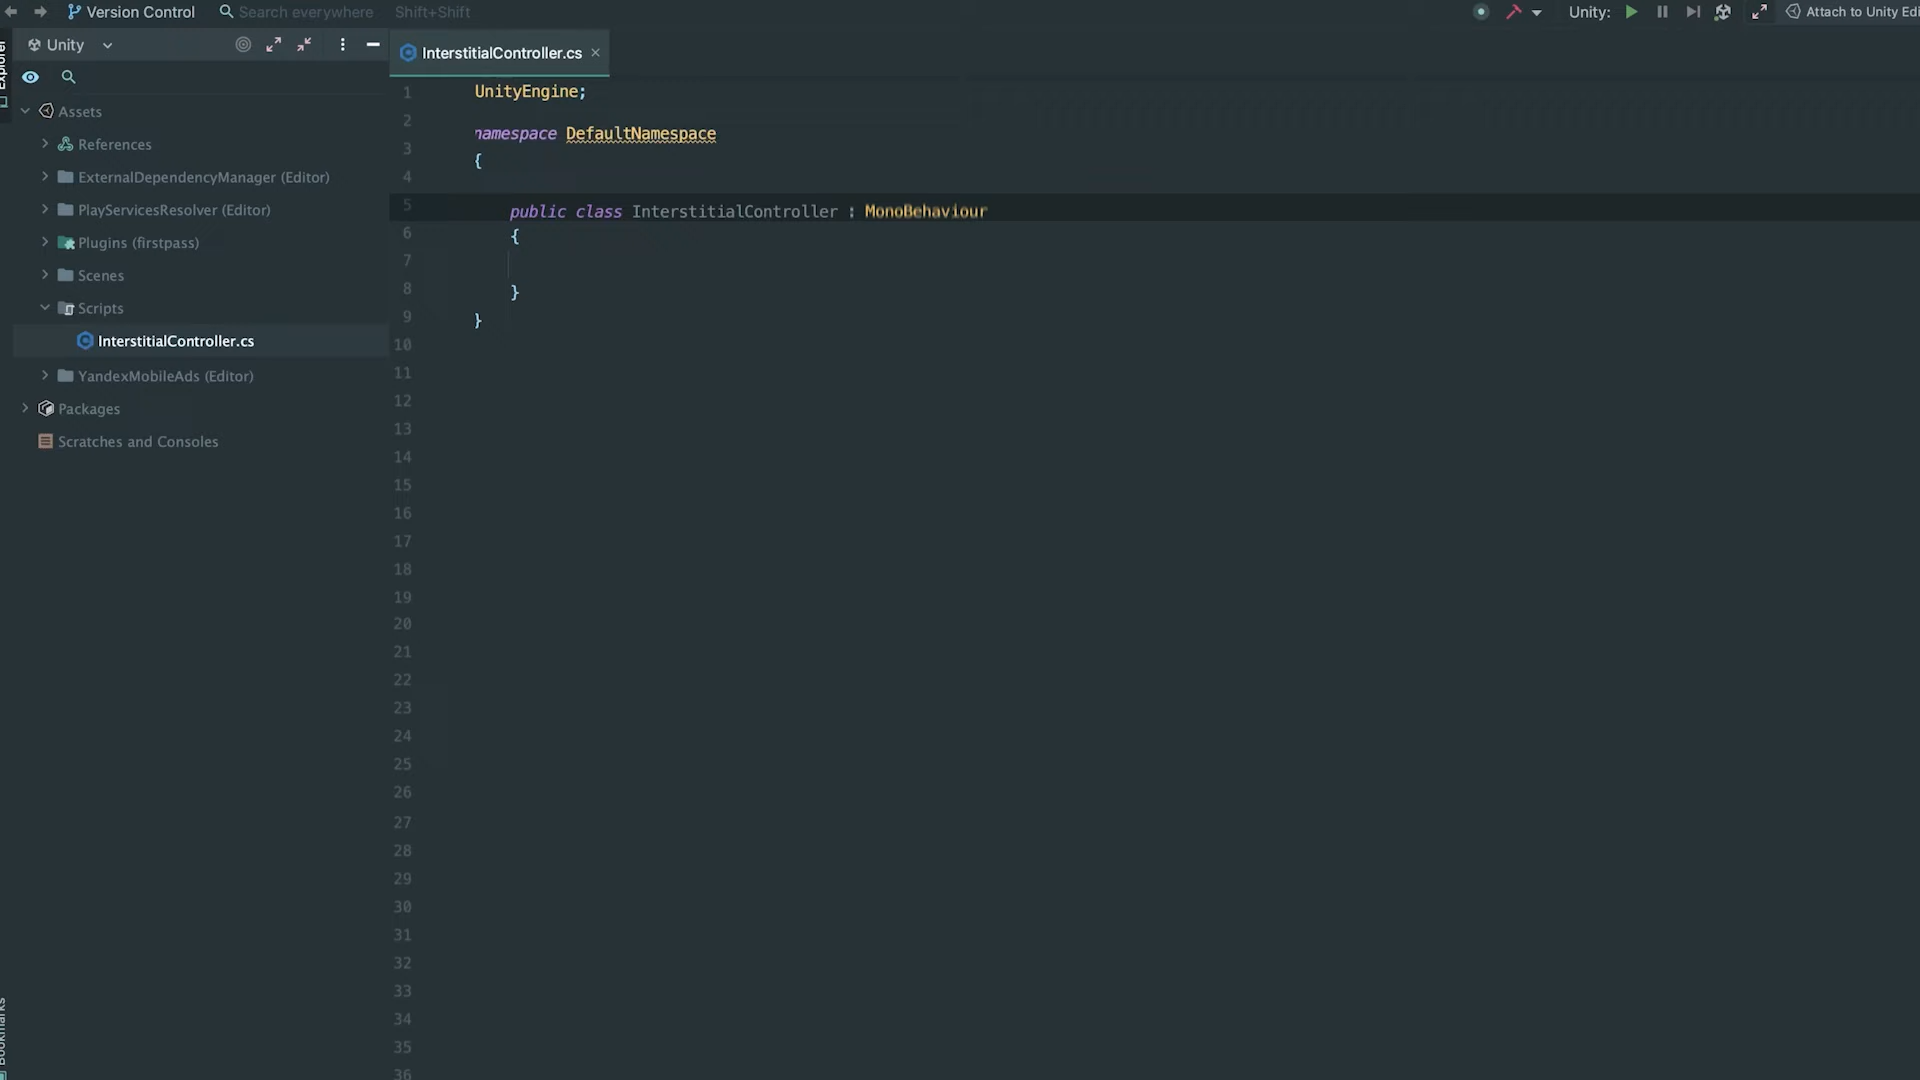 Version Control
Search everywhere Shift+Shift
Unity:
Attach to Unity Edi
Explorer
Unity
InterstitialController.cs
Assets
References
ExternalDependencyManager (Editor)
PlayServicesResolver (Editor)
Plugins (firstpass)
Scenes
Scripts
InterstitialController.cs
YandexMobileAds (Editor)
Packages
Scratches and Consoles
Bookmarks
1 UnityEngine;
2 namespace DefaultNamespace
3 {
4
5 public class InterstitialController : MonoBehaviour
6 {
7
8 }
9 }
10
11
12
13
14
15
16
17
18
19
20
21
22
23
24
25
26
27
28
29
30
31
32
33
34
35
36